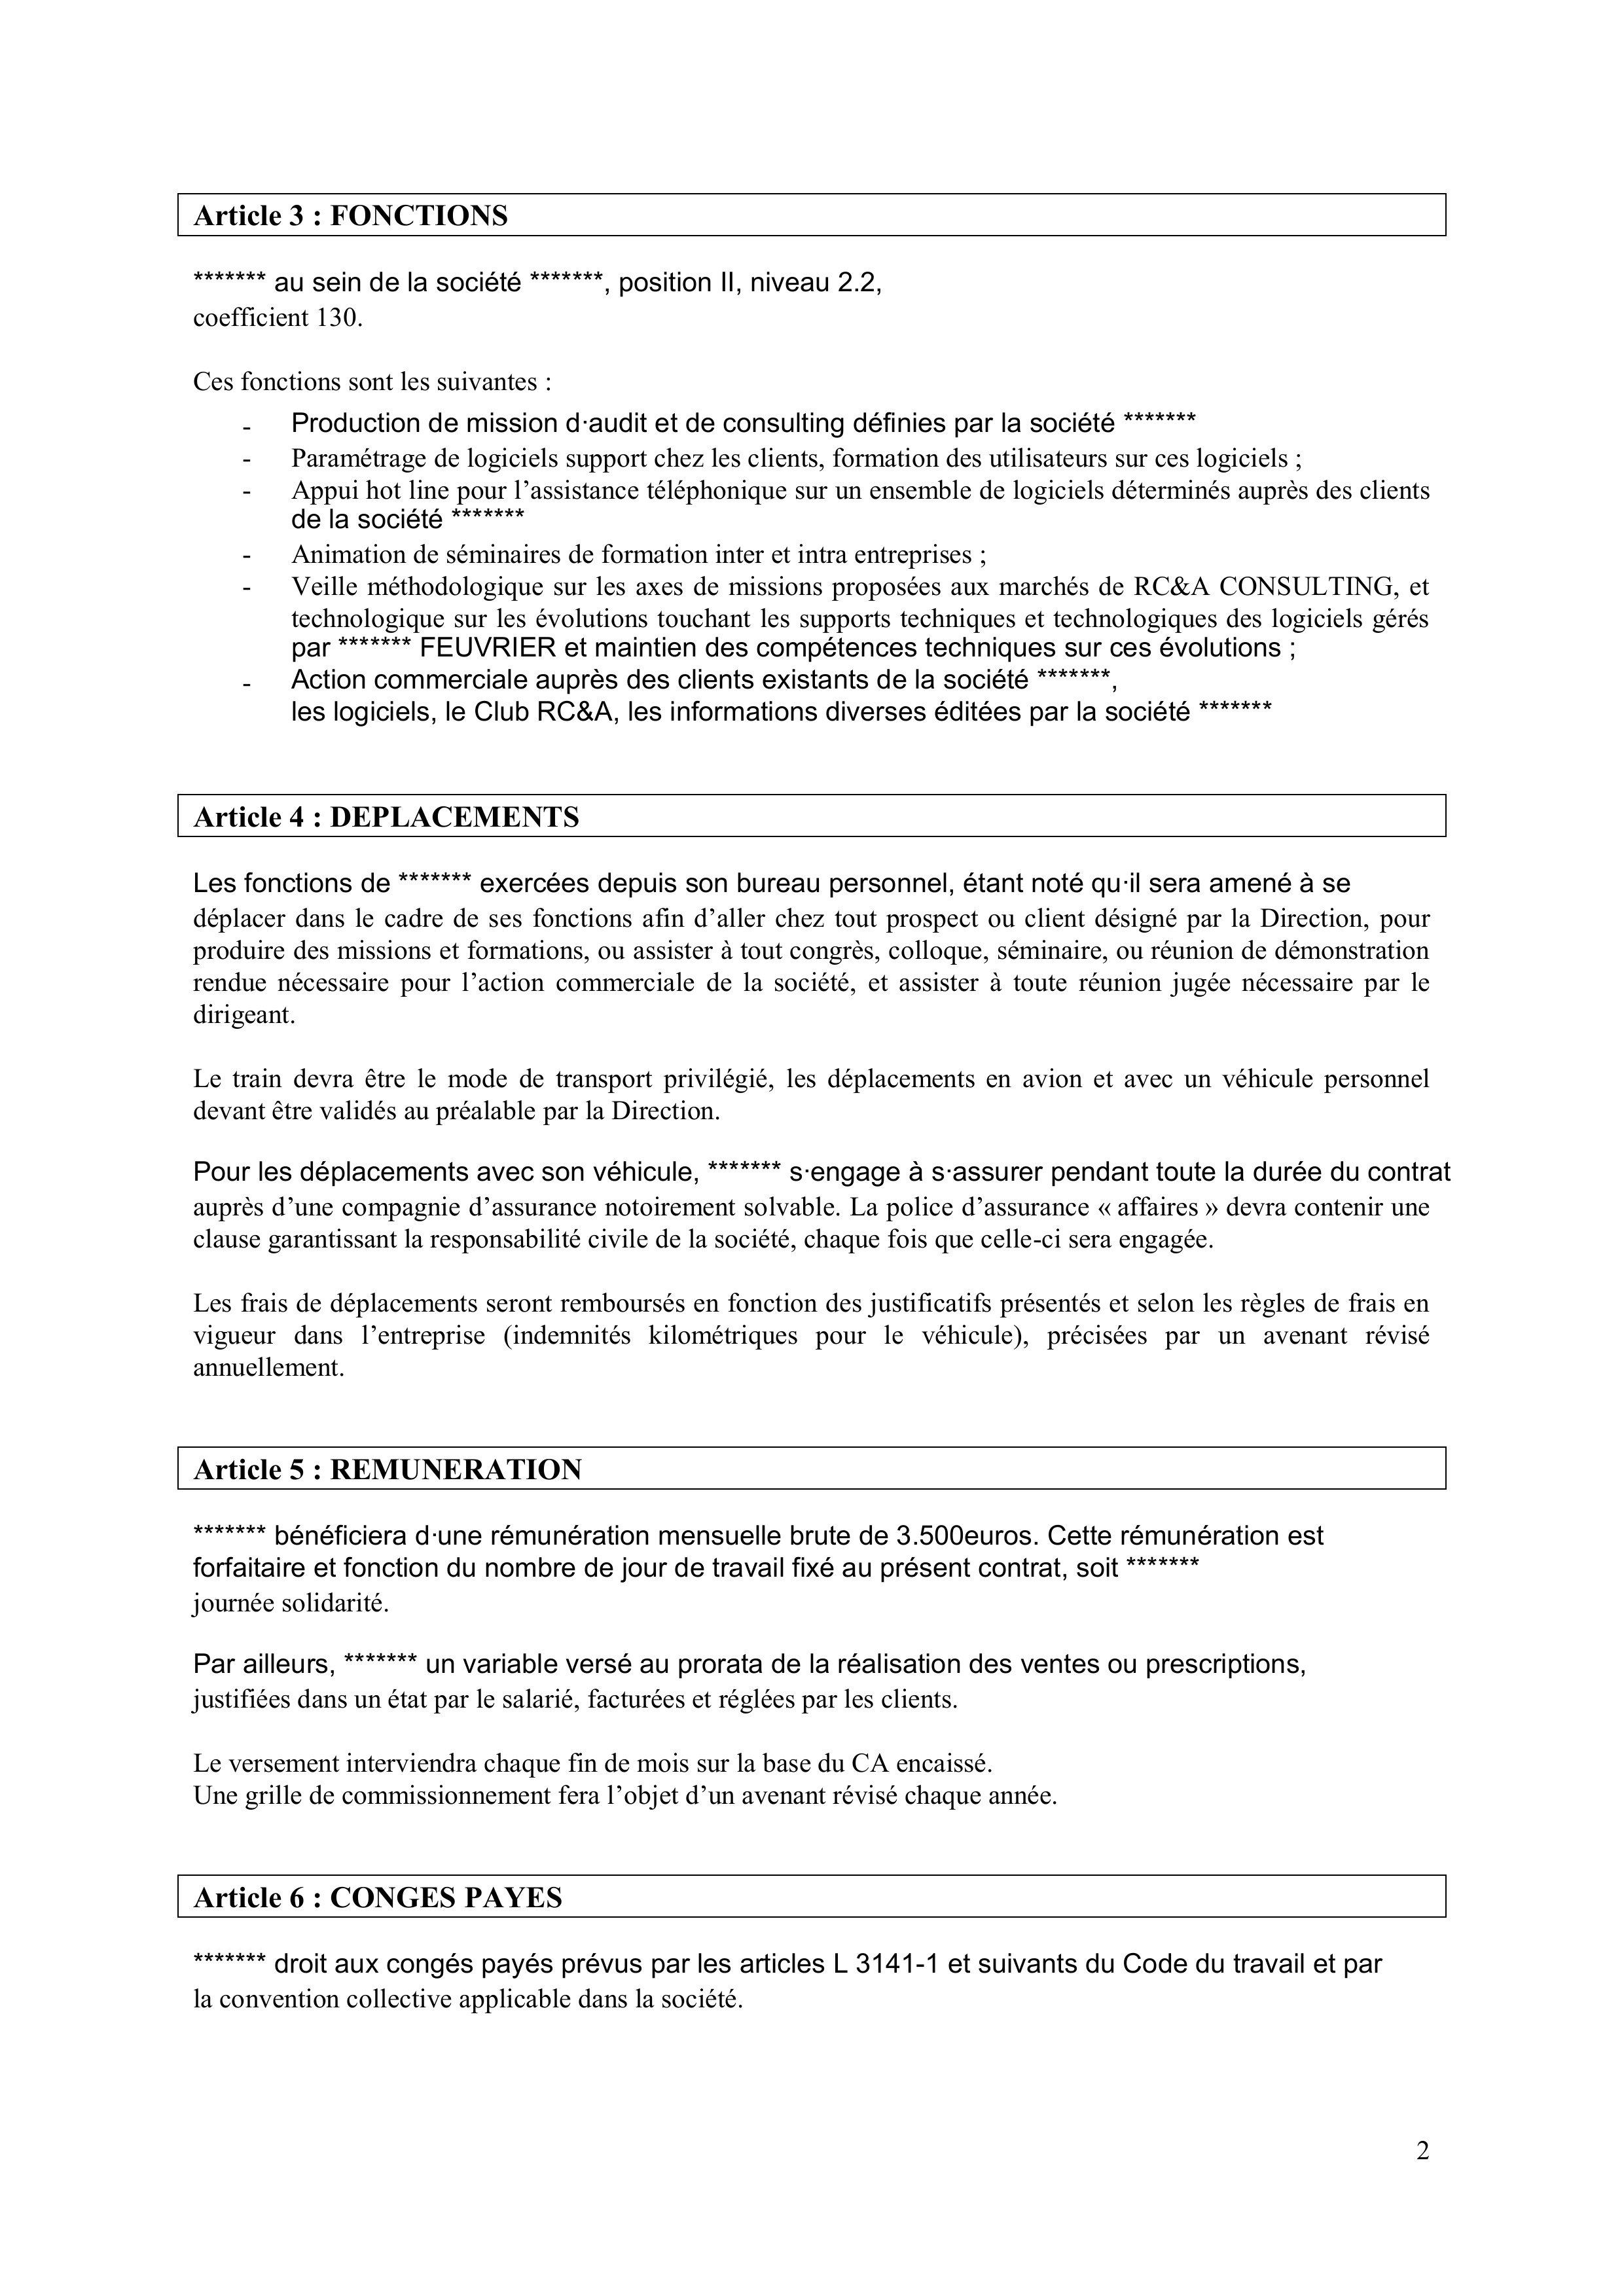 Article 3 : FONCTIONS
******* au sein de la société *******, position II, niveau 2.2,
coefficient 130.
Ces fonctions sont les suivantes :
- Production de mission d·audit et de consulting définies par la société *******
- Paramétrage de logiciels support chez les clients, formation des utilisateurs sur ces logiciels ;
- Appui hot line pour l’assistance téléphonique sur un ensemble de logiciels déterminés auprès des clients
de la société *******
- Animation de séminaires de formation inter et intra entreprises ;
- Veille méthodologique sur les axes de missions proposées aux marchés de RC&A CONSULTING, et
technologique sur les évolutions touchant les supports techniques et technologiques des logiciels gérés
par ******* FEUVRIER et maintien des compétences techniques sur ces évolutions ;
- Action commerciale auprès des clients existants de la société *******,
les logiciels, le Club RC&A, les informations diverses éditées par la société *******
Article 4 : DEPLACEMENTS
Les fonctions de ******* exercées depuis son bureau personnel, étant noté qu·il sera amené à se
déplacer dans le cadre de ses fonctions afin d’aller chez tout prospect ou client désigné par la Direction, pour
produire des missions et formations, ou assister à tout congrès, colloque, séminaire, ou réunion de démonstration
rendue nécessaire pour l’action commerciale de la société, et assister à toute réunion jugée nécessaire par le
dirigeant.
Le train devra être le mode de transport privilégié, les déplacements en avion et avec un véhicule personnel
devant être validés au préalable par la Direction.
Pour les déplacements avec son véhicule, ******* s·engage à s·assurer pendant toute la durée du contrat
auprès d’une compagnie d’assurance notoirement solvable. La police d’assurance « affaires » devra contenir une
clause garantissant la responsabilité civile de la société, chaque fois que celle-ci sera engagée.
Les frais de déplacements seront remboursés en fonction des justificatifs présentés et selon les règles de frais en
vigueur dans l’entreprise (indemnités kilométriques pour le véhicule), précisées par un avenant révisé
annuellement.
Article 5 : REMUNERATION
******* bénéficiera d·une rémunération mensuelle brute de 3.500euros. Cette rémunération est
forfaitaire et fonction du nombre de jour de travail fixé au présent contrat, soit *******
journée solidarité.
Par ailleurs, ******* un variable versé au prorata de la réalisation des ventes ou prescriptions,
justifiées dans un état par le salarié, facturées et réglées par les clients.
Le versement interviendra chaque fin de mois sur la base du CA encaissé.
Une grille de commissionnement fera l’objet d’un avenant révisé chaque année.
Article 6 : CONGES PAYES
******* droit aux congés payés prévus par les articles L 3141-1 et suivants du Code du travail et par
la convention collective applicable dans la société.
2